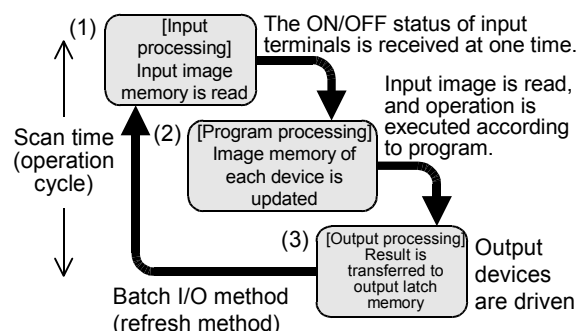 (1)
[Input
processing]
Input image
memory is read
The ON/OFF status of input
terminals is received at one time.
Input image is read,
and operation is
executed according
to program.
Scan time
(operation
cycle)
(2)
[Program processing]
Image memory of
each device is
updated
(3)
[Output processing]
Result is
transferred to
output latch
memory
Output
devices
are driven
Batch I/O method
(refresh method)